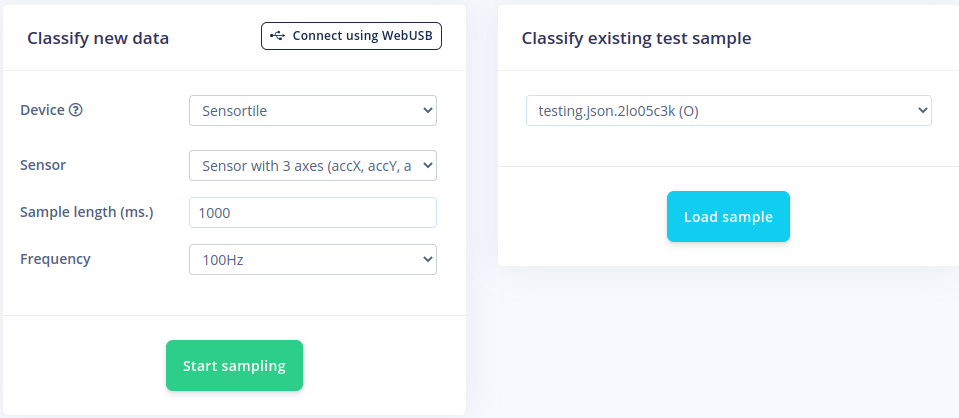 Classify new data
Connect using WebUSB
Device
Sensortile
Sensor
Sensor with 3 axes (accX, accY, a
Sample length (ms.)
1000
Frequency
100Hz
Start sampling
Classify existing test sample
testing.json.2lo05c3k (O)
Load sample